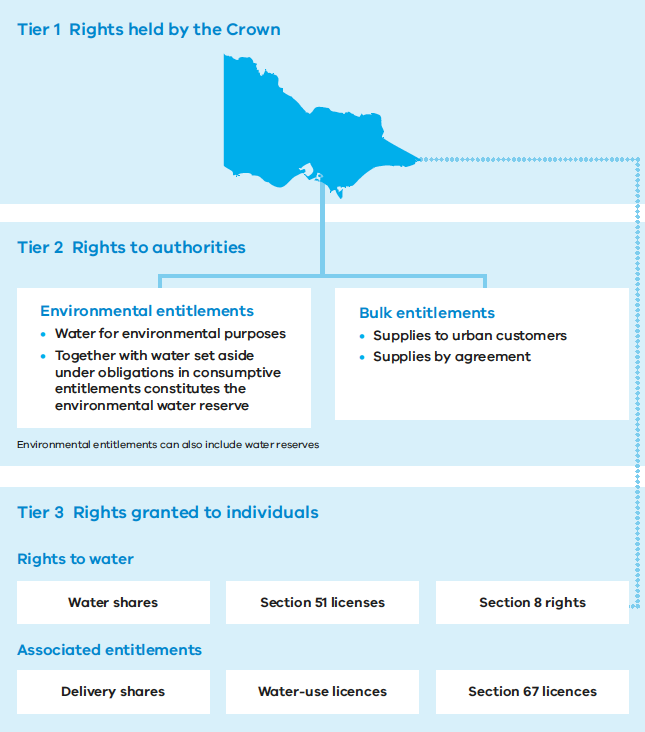 Tier 1 Rights held by the Crown
Tier 2 Rights to authorities
Environmental entitlements
• Water for environmental purposes
• Together with water set aside
under obligations in consumptive
entitlements constitutes the
environmental water reserve
Bulk entitlements
• Supplies to urban customers
• Supplies by agreement
Environmental entitlements can also include water reserves
Tier 3 Rights granted to individuals
Rights to water
Water shares
Section 51 licenses
Section 8 rights
Associated entitlements
Delivery shares
Water-use licences
Section 67 licences